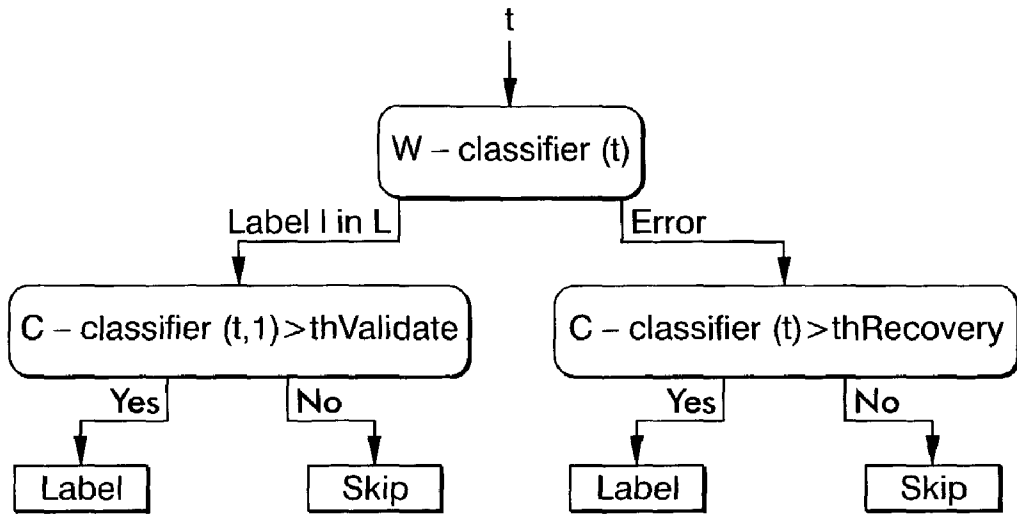 t
W – classifier (t)
Label l in L
Error
C – classifier (t,1)>thValidate
C – classifier (t)>thRecovery
Yes
No
Yes
No
Label
Skip
Label
Skip